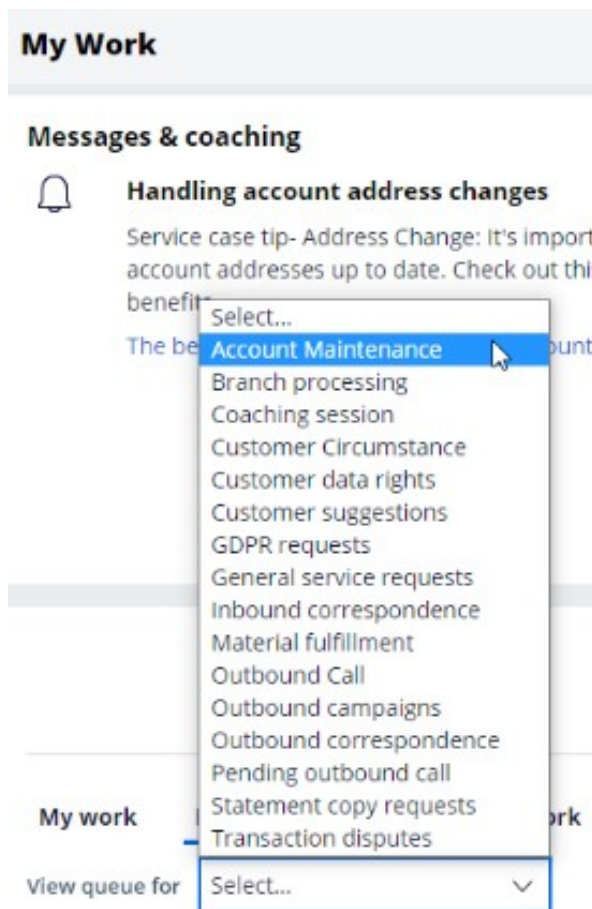 My Work
Messages & coaching
Handling account address changes
Service case tip- Address Change: It's import
account addresses up to date. Check out thi
benefits
The be
Select...
Account Maintenance
Branch processing
Coaching session
Customer Circumstance
Customer data rights
Customer suggestions
GDPR requests
General service requests
Inbound correspondence
Material fulfillment
Outbound Call
Outbound campaigns
Outbound correspondence
Pending outbound call
Statement copy requests
Transaction disputes
My work
View queue for Select...